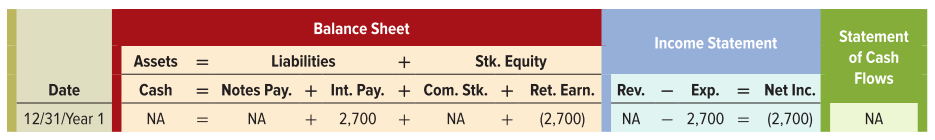 Balance Sheet
Income Statement
Statement
of Cash
Flows
Assets = Liabilities + Stk. Equity
Date Cash = Notes Pay. + Int. Pay. + Com. Stk. + Ret. Earn. Rev. − Exp. = Net Inc.
12/31/Year 1 NA = NA + 2,700 + NA + (2,700) NA − 2,700 = (2,700) NA